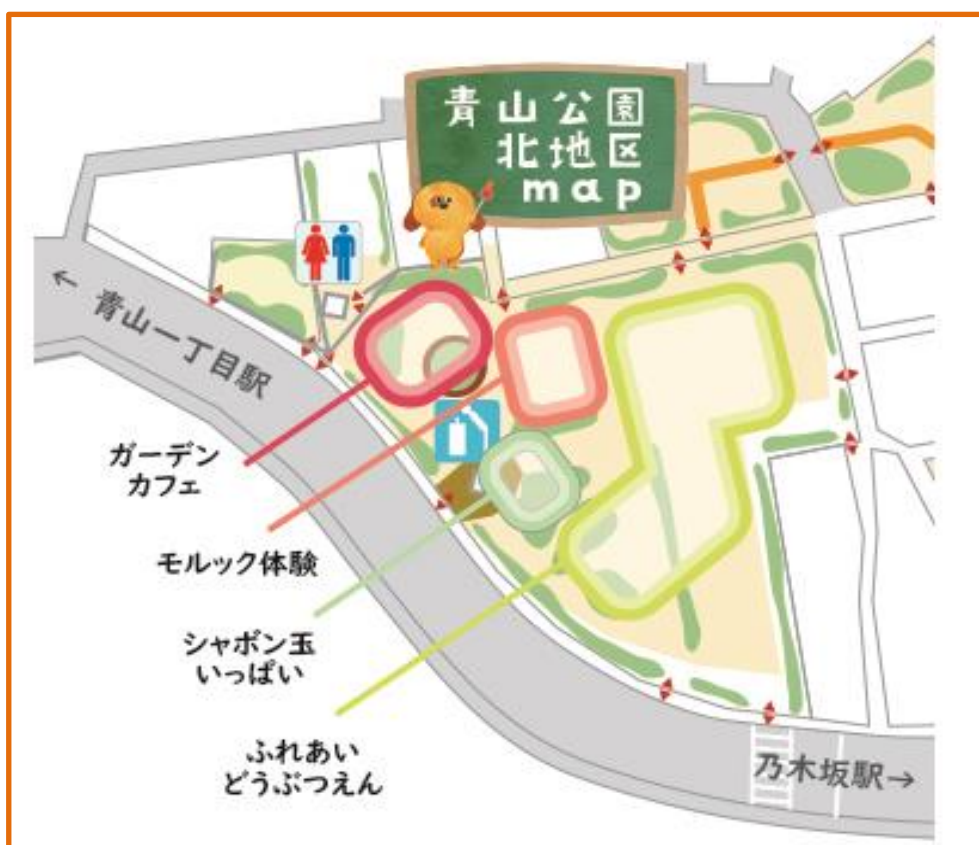 青山公園
北地区
map
← 青山一丁目駅
ガーデン
カフェ
モルック体験
シャボン玉
いっぱい
ふれあい
どうぶつえん
乃木坂駅→